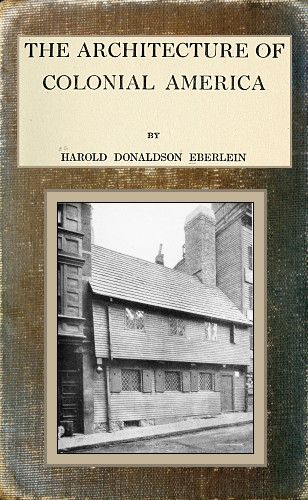 THE ARCHITECTURE OF
COLONIAL AMERICA
BY
HAROLD DONALDSON EBERLEIN